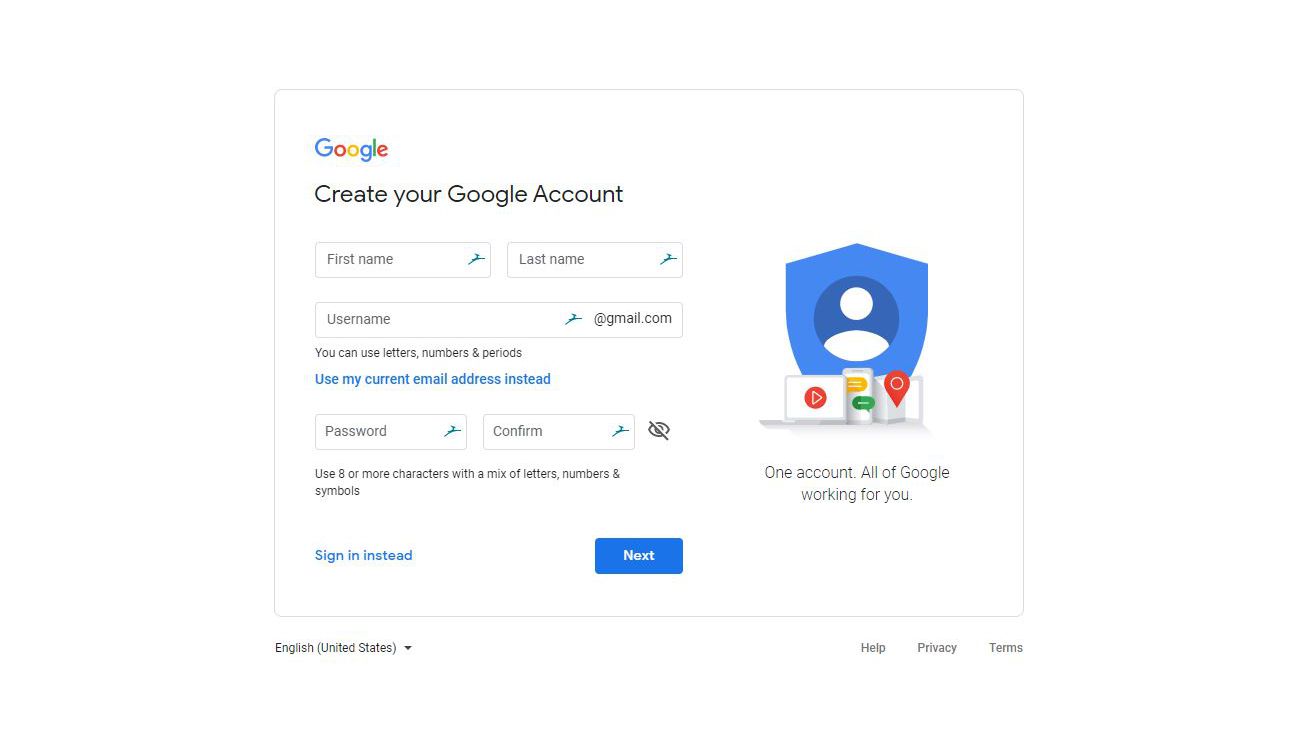 Google
Create your Google Account
First name
Last name
Username
@gmail.com
You can use letters, numbers & periods
Use my current email address instead
Password
Confirm
Use 8 or more characters with a mix of letters, numbers &
symbols
Sign in instead
Next
One account. All of Google
working for you.
English (United States)
Help
Privacy
Terms